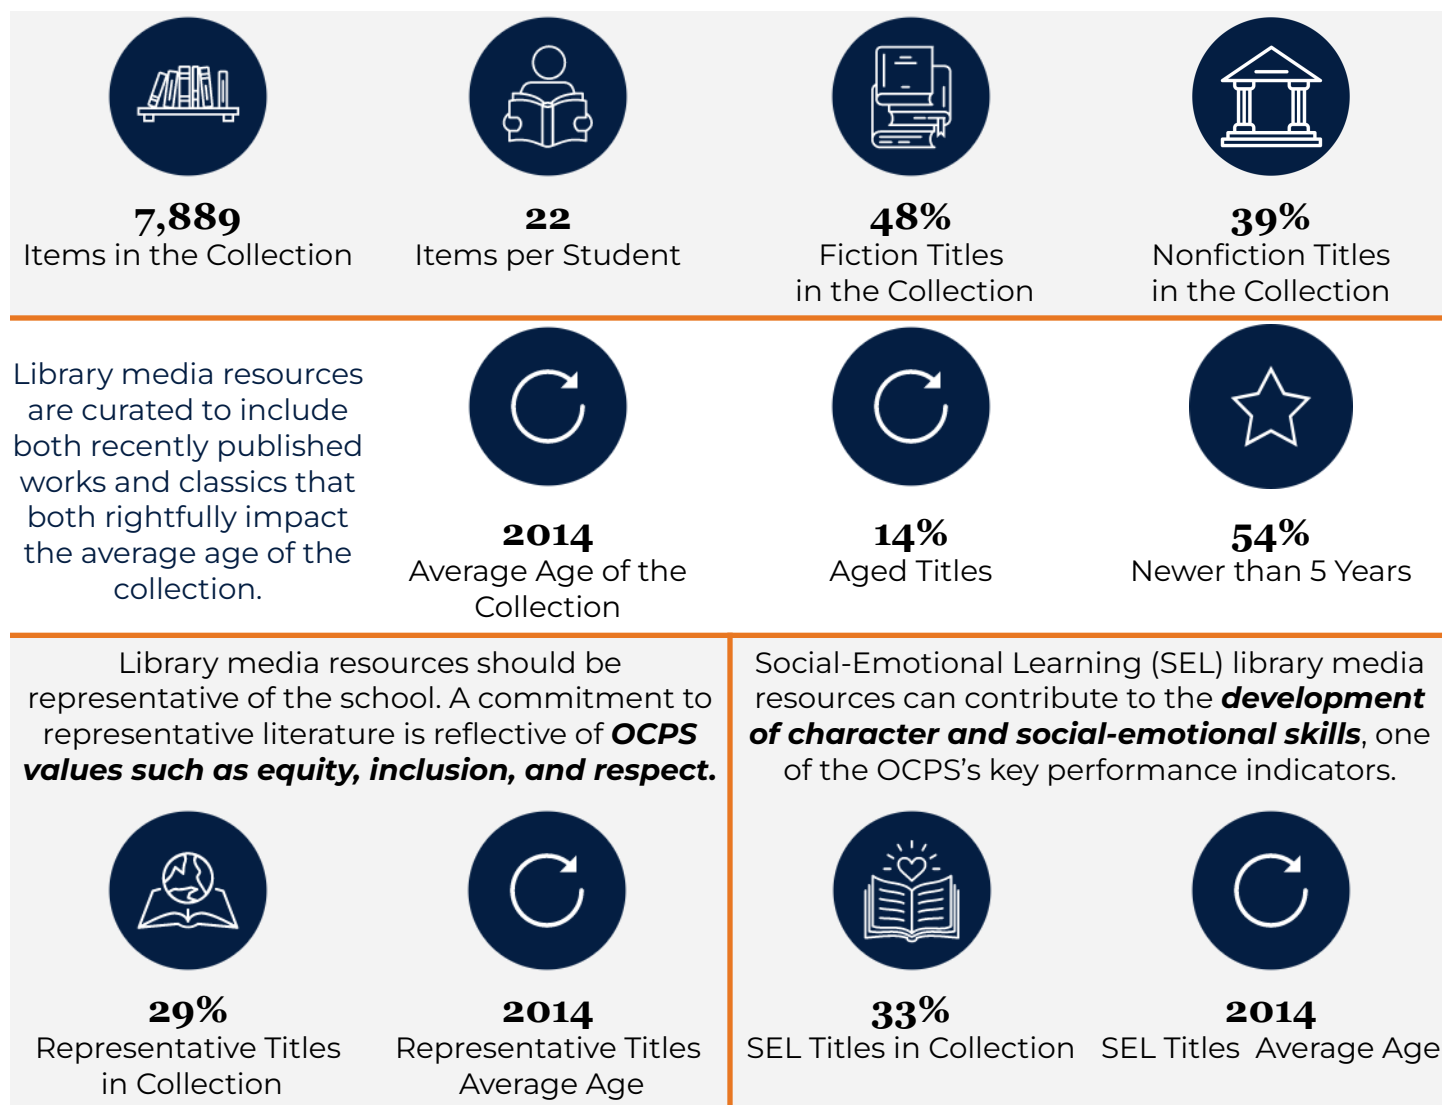 7,889
Items in the Collection
22
Items per Student
48%
Fiction Titles
in the Collection
39%
Nonfiction Titles
in the Collection
Library media resources
are curated to include
both recently published
works and classics that
both rightfully impact
the average age of the
collection.
2014
Average Age of the
Collection
14%
Aged Titles
54%
Newer than 5 Years
Library media resources should be
representative of the school. A commitment to
representative literature is reflective of OCPS
values such as equity, inclusion, and respect.
29%
Representative Titles
in Collection
2014
Representative Titles
Average Age
Social-Emotional Learning (SEL) library media
resources can contribute to the development
of character and social-emotional skills, one
of the OCPS’s key performance indicators.
33%
SEL Titles in Collection
2014
SEL Titles  Average Age